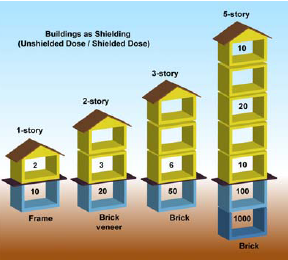 Buildings as Shielding
(Unshielded Dose / Shielded Dose)
5-story
10
3-story
2-story
20
1-story
2
3
6
10
10
20
50
100
1000
Frame
Brick
veneer
Brick
Brick